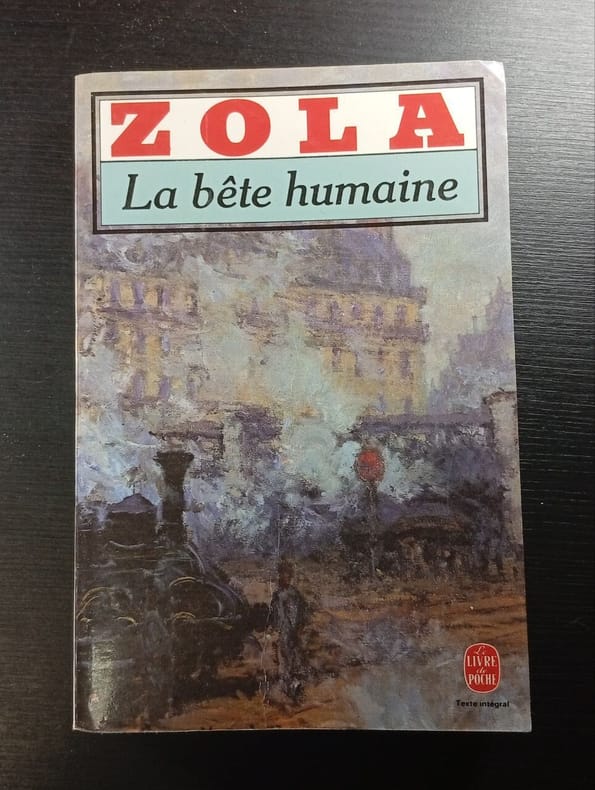 ZOLA
La bête humaine
Le
LIVRE
de
POCHE
Texte intégral